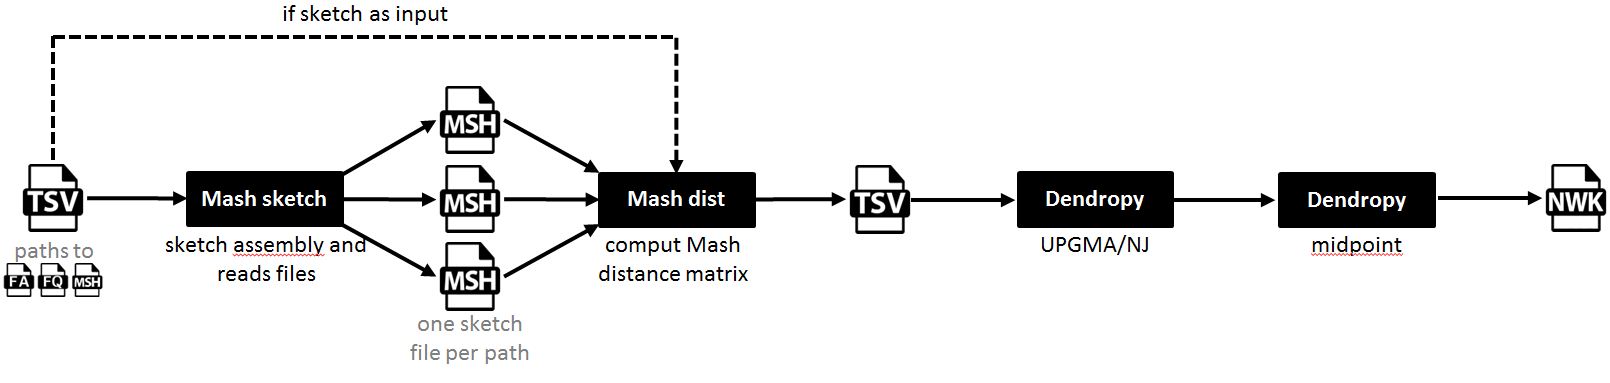 if sketch as input
MSH
TSV
Mash sketch
MSH
Mash dist
TSV
Dendropy
Dendropy
NWK
paths to
FA FQ MSH
sketch assembly and
reads files
MSH
comput Mash
distance matrix
UPGMA/NJ
midpoint
one sketch
file per path